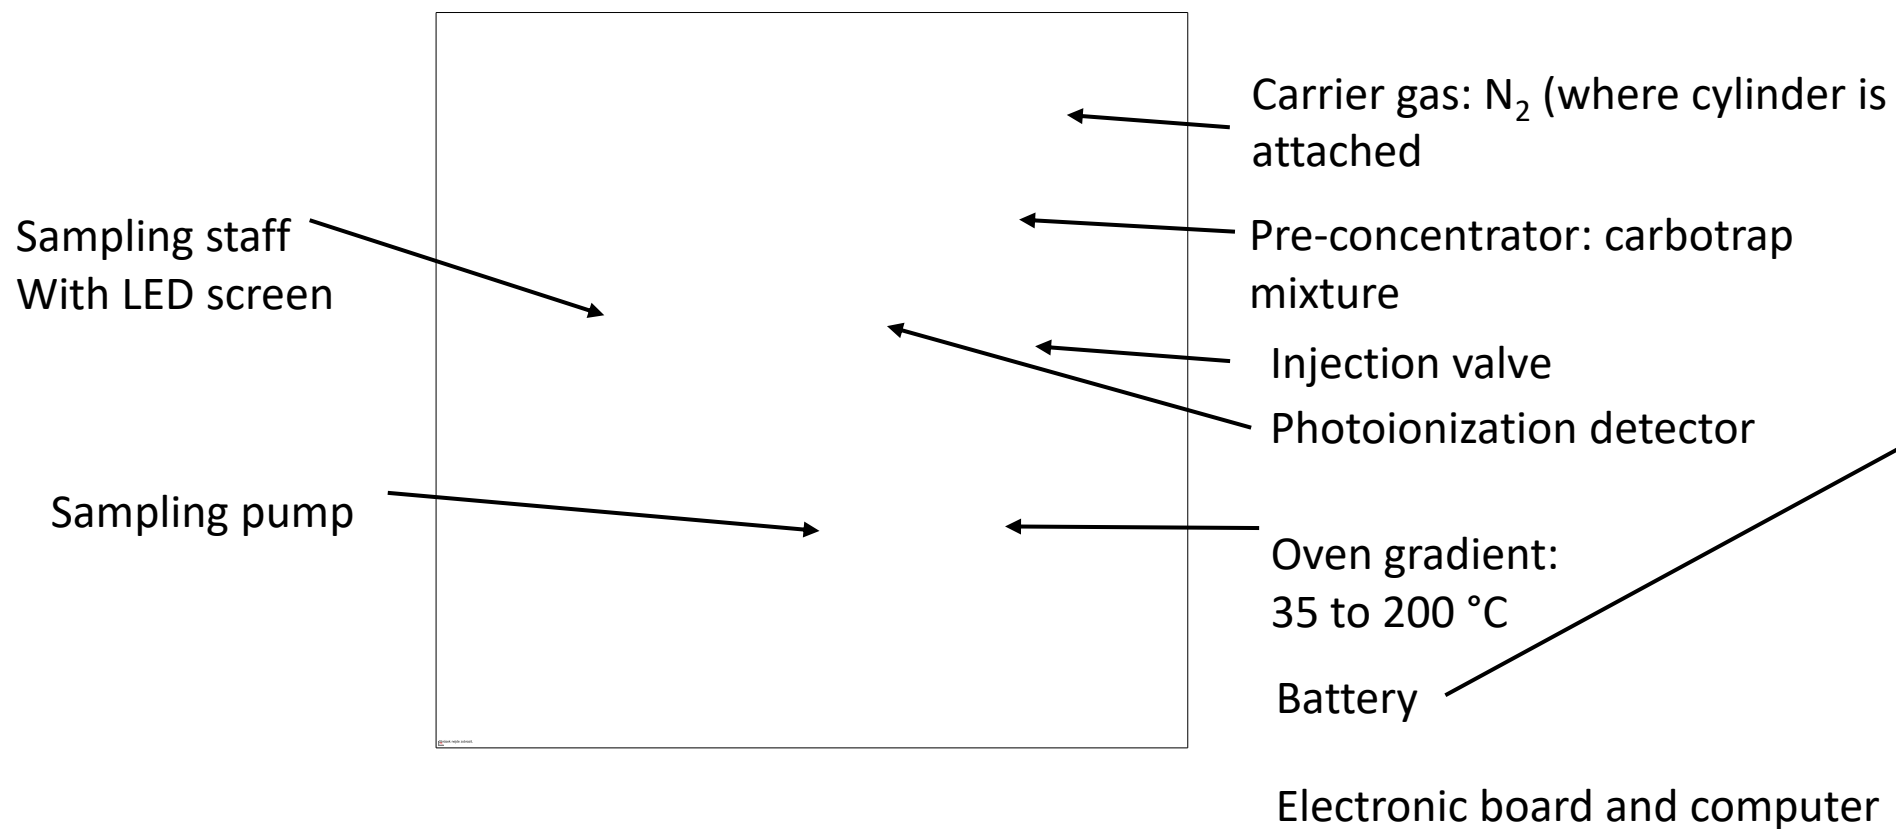 Carrier gas: N₂ (where cylinder is
attached
Sampling staff
With LED screen
Pre-concentrator: carbotrap
mixture
Injection valve
Photoionization detector
Sampling pump
Oven gradient:
35 to 200 °C
Battery
Electronic board and computer